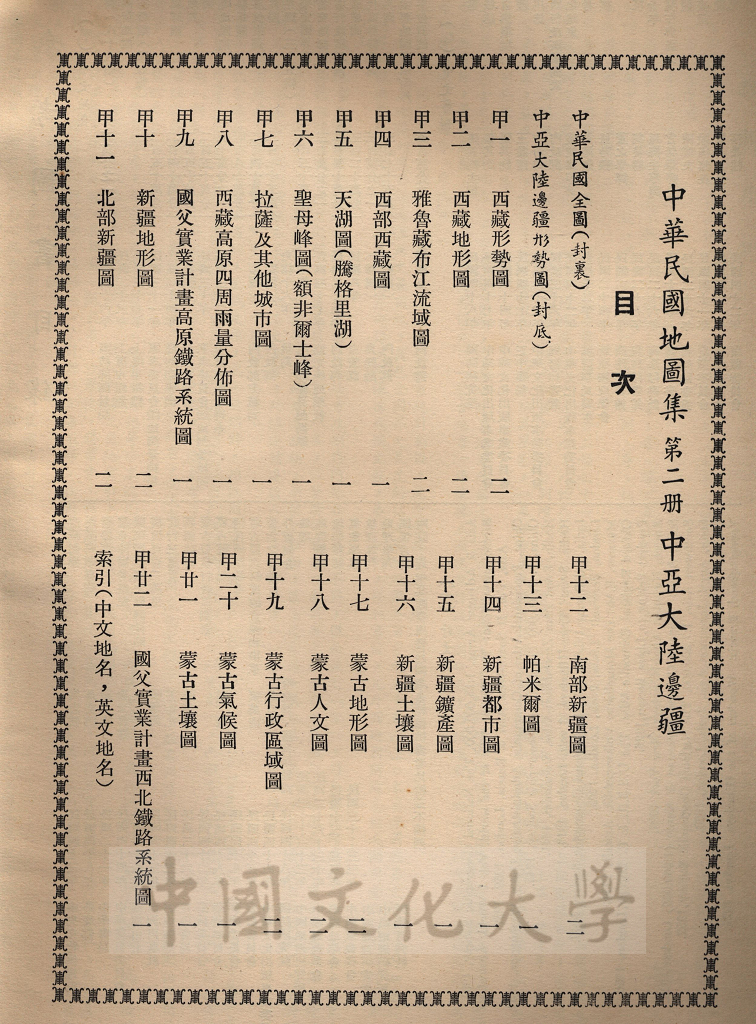 中華民國地圖集 第二册 中亞大陸邊疆
目次
中華民國全圖(封裏)
中亞大陸邊疆形勢圖(封底)
甲一 西藏形勢圖 二
甲二 西藏地形圖 二
甲三 雅魯藏布江流域圖 二
甲四 西部西藏圖 一
甲五 天湖圖(騰格里湖) 一
甲六 聖母峰圖(額非爾士峰) 一
甲七 拉薩及其他城市圖 一
甲八 西藏高原四周雨量分佈圖 一
甲九 國父實業計畫高原鐵路系統圖 一
甲十 新疆地形圖 二
甲十一 北部新疆圖 二
甲十二 南部新疆圖 二
甲十三 帕米爾圖 一
甲十四 新疆都市圖 一
甲十五 新疆鑛產圖 一
甲十六 新疆土壤圖 一
甲十七 蒙古地形圖 二
甲十八 蒙古人文圖 二
甲十九 蒙古行政區域圖 二
甲二十 蒙古氣候圖 一
甲廿一 蒙古土壤圖 一
甲廿二 國父實業計畫西北鐵路系統圖 一
索引(中文地名，英文地名)
中國文化大學